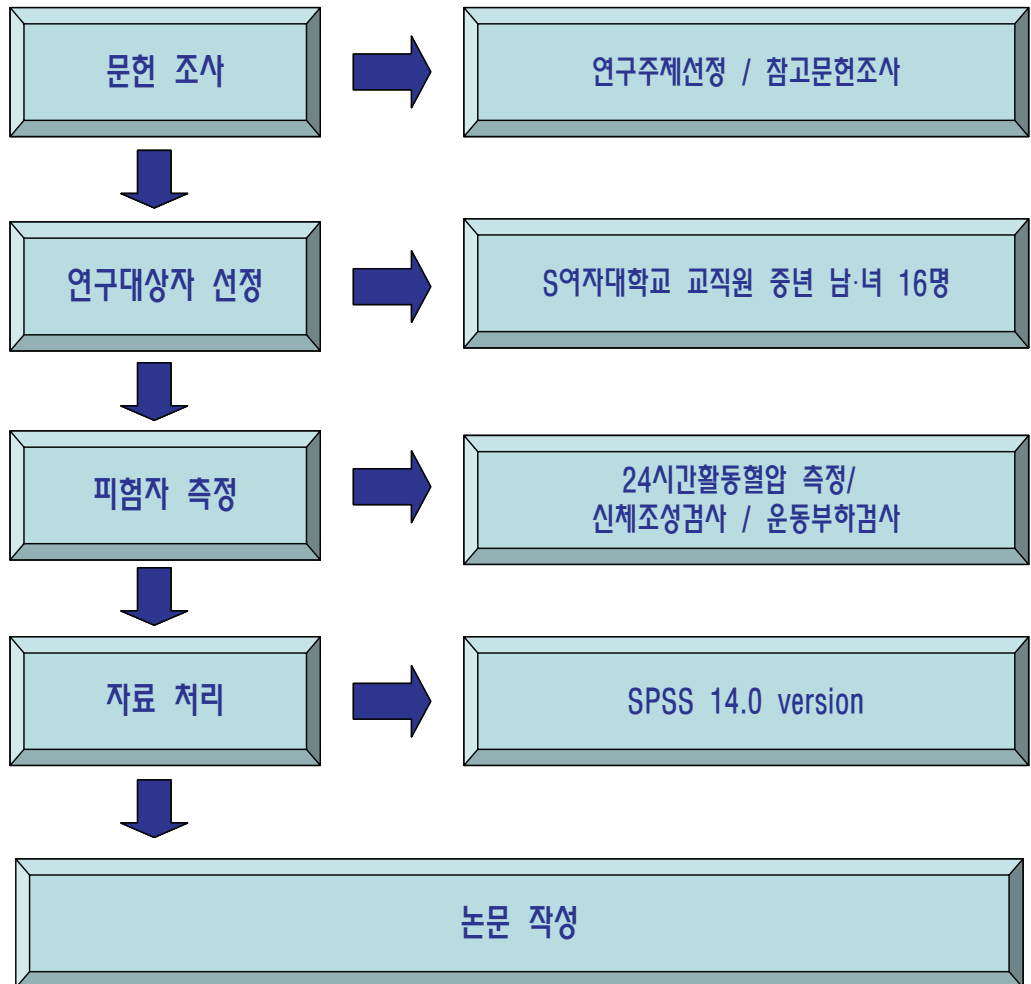 문헌 조사
연구주제선정 / 참고문헌조사
연구대상자 선정
S여자대학교 교직원 중년 남·녀 16명
피험자 측정
24시간활동혈압 측정/
신체조성검사 / 운동부하검사
자료 처리
SPSS 14.0 version
논문 작성